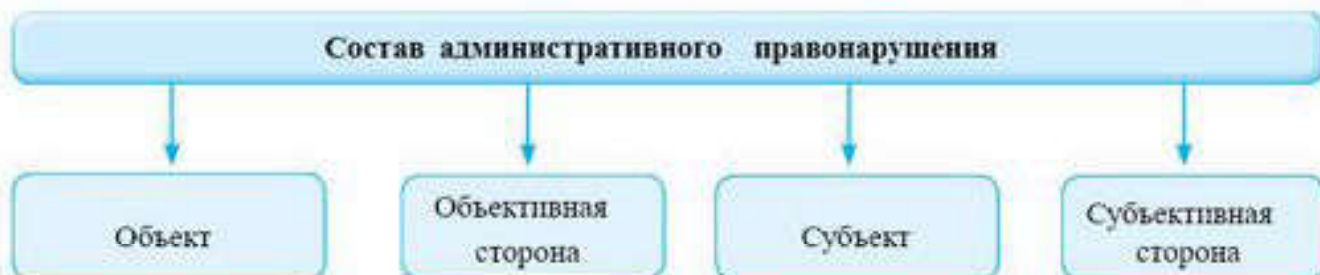 Состав административного правонарушения
Объект
Объективная
сторона
Субъект
Субъективная
сторона